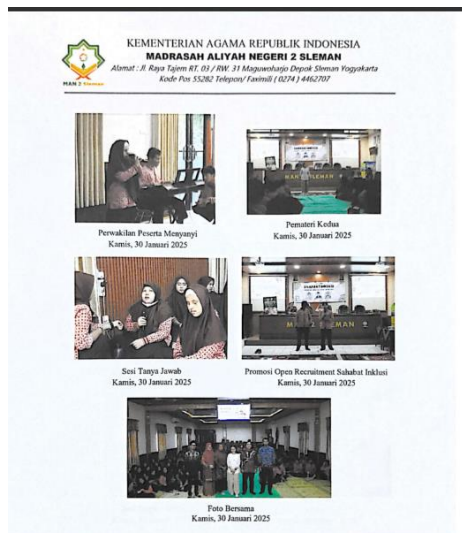 KEMENTERIAN AGAMA REPUBLIK INDONESIA
MADRASAH ALIYAH NEGERI 2 SLEMAN
Alamat : Jl. Raya Tajem RT. 03 / RW. 31 Maguwoharjo Depok Sleman Yogyakarta
Kode Pos 55282 Telepon/ Faximili ( 0274 ) 4462707
MAN 2 Sleman
Perwakilan Peserta Menyanyi
Kamis, 30 Januari 2025
MAN 2 SLEMAN
Pemateri Kedua
Kamis, 30 Januari 2025
Sesi Tanya Jawab
Kamis, 30 Januari 2025
MAN 2 SLEMAN
Promosi Open Recruitment Sahabat Inklusi
Kamis, 30 Januari 2025
Foto Bersama
Kamis, 30 Januari 2025